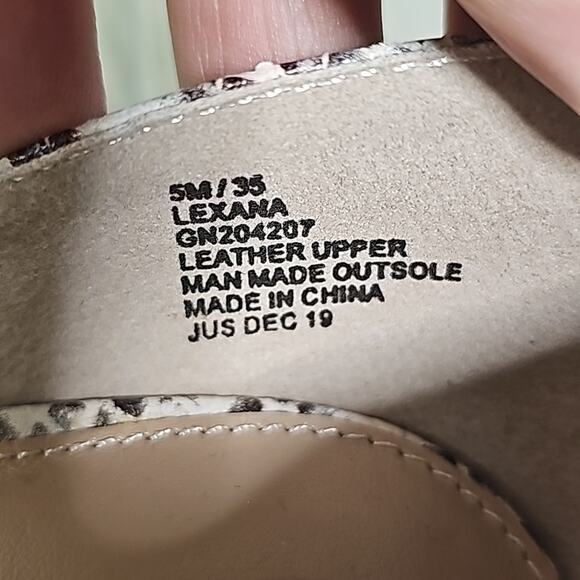 5M / 35
LEXANA
GN204207
LEATHER UPPER
MAN MADE OUTSOLE
MADE IN CHINA
JUS DEC 19